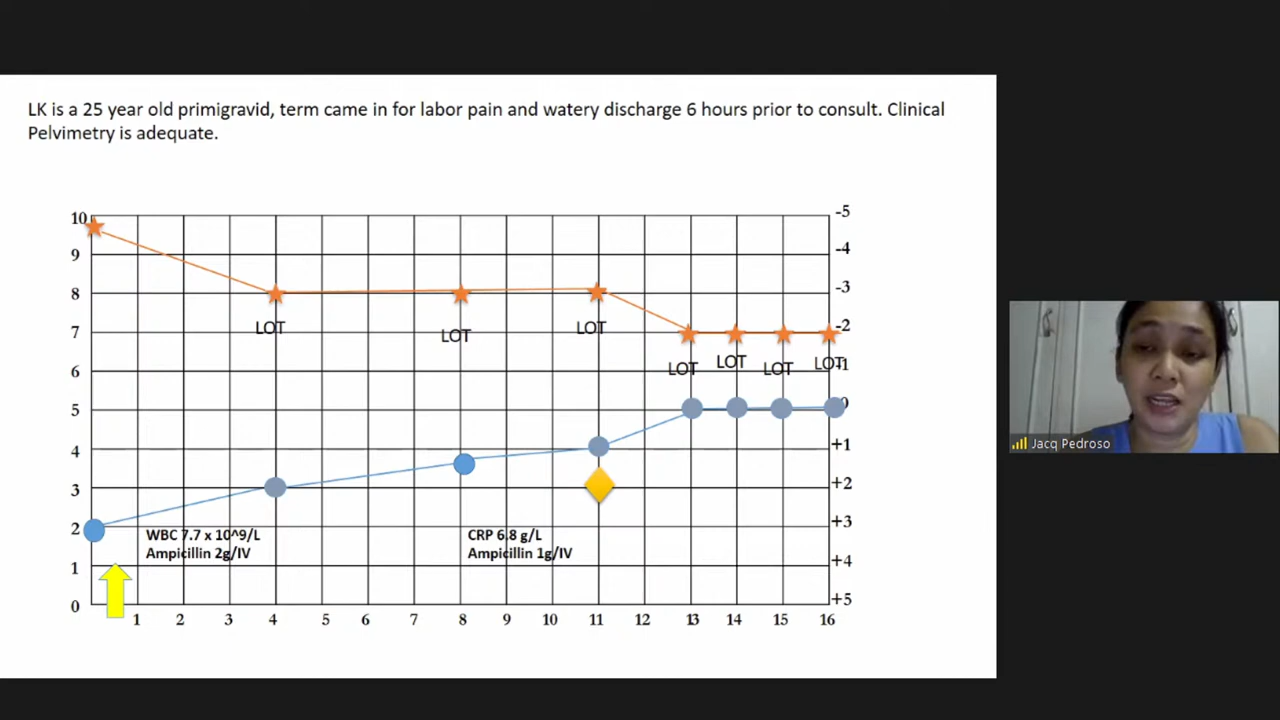 LK is a 25 year old primigravid, term came in for labor pain and watery discharge 6 hours prior to consult. Clinical
Pelvimetry is adequate.
10
-5
9
-4
8
-3
LOT
LOT
LOT
7
-2
LOT
LOT
LOT
LOT
6
-1
5
0
4
+1
3
+2
2
+3
WBC 7.7 x 10^9/L
Ampicillin 2g/IV
CRP 6.8 g/L
Ampicillin 1g/IV
1
+4
0
+5
1 2 3 4 5 6 7 8 9 10 11 12 13 14 15 16
Jacq Pedroso